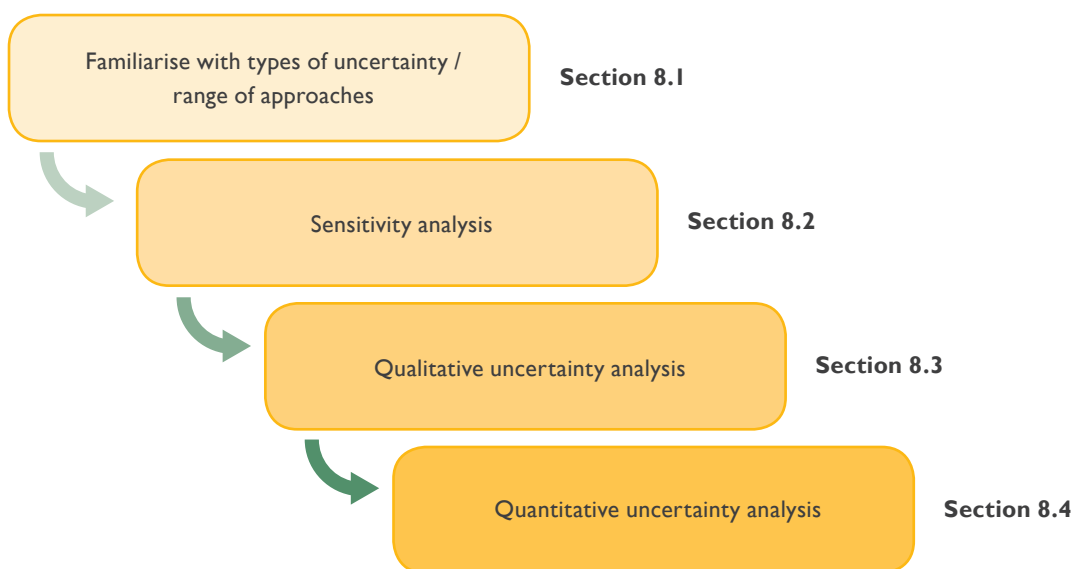 Familiarise with types of uncertainty /
range of approaches
Section 8.1
Sensitivity analysis
Section 8.2
Qualitative uncertainty analysis
Section 8.3
Quantitative uncertainty analysis
Section 8.4